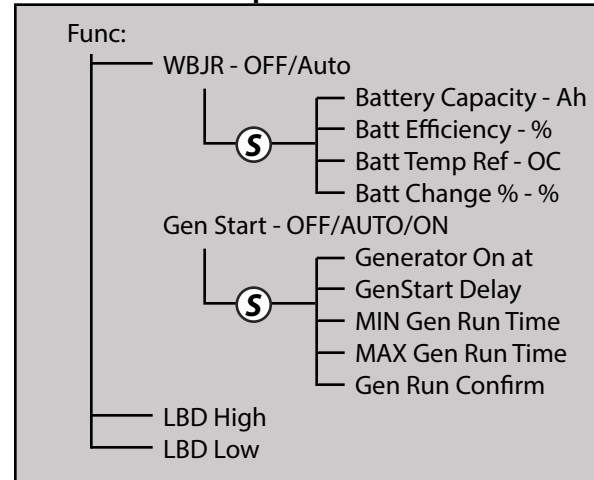 Func:
WBJR - OFF/Auto
Battery Capacity - Ah
S
Batt Efficiency - %
Batt Temp Ref - OC
Batt Change % - %
Gen Start - OFF/AUTO/ON
Generator On at
GenStart Delay
S
MIN Gen Run Time
MAX Gen Run Time
Gen Run Confirm
LBD High
LBD Low